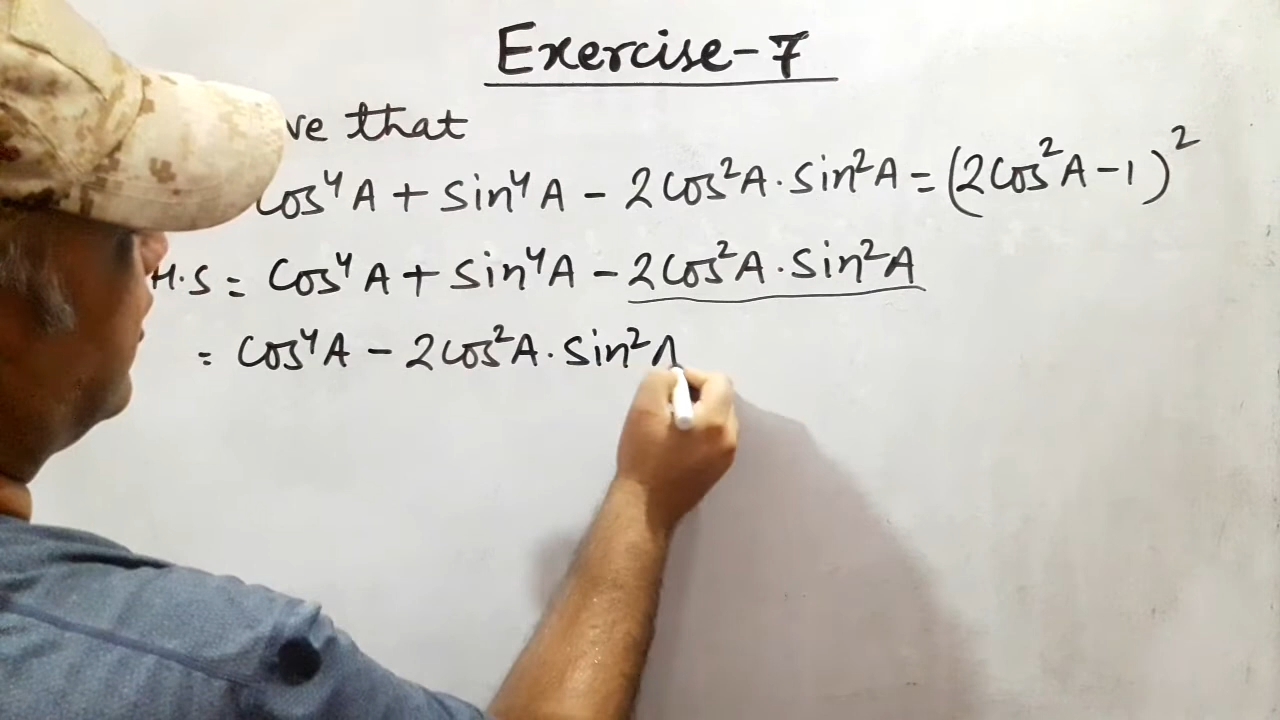 Exercise-7
ve that
cos⁴A + sin⁴A - 2cos²A·sin²A = (2cos²A-1)²
H.S = cos⁴A + sin⁴A - 2cos²A·sin²A
= cos⁴A - 2cos²A·sin²A